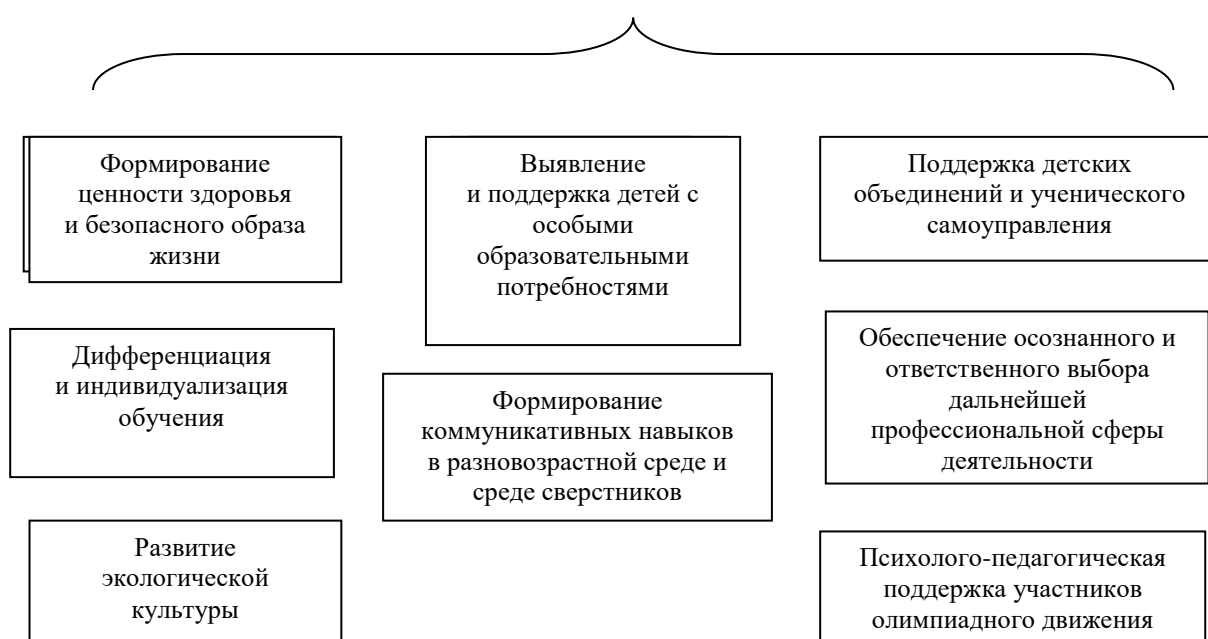 Формирование
ценности здоровья
и безопасного образа
жизни
Дифференциация
и индивидуализация
обучения
Развитие
экологической
культуры
Выявление
и поддержка детей с
особыми
образовательными
потребностями
Формирование
коммуникативных навыков
в разновозрастной среде и
среде сверстников
Поддержка детских
объединений и ученического
самоуправления
Обеспечение осознанного и
ответственного выбора
дальнейшей
профессиональной сферы
деятельности
Психолого-педагогическая
поддержка участников
олимпиадного движения